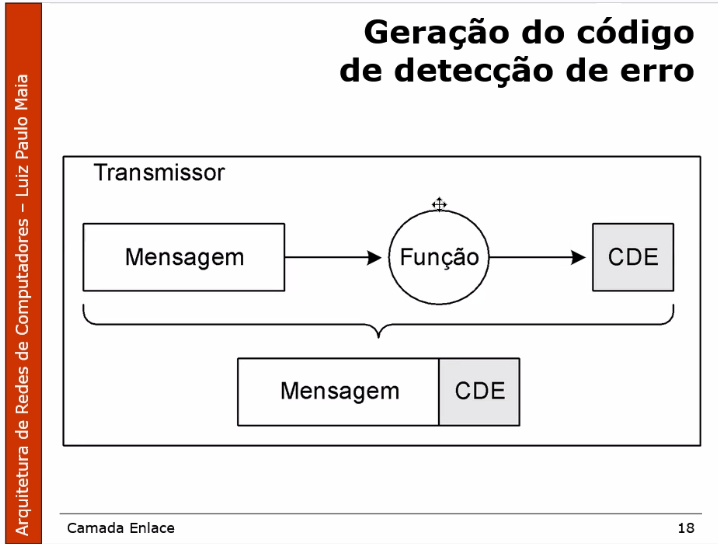 Geração do código
de detecção de erro
Arquitetura de Redes de Computadores – Luiz Paulo Maia
Transmissor
Mensagem
Função
CDE
Mensagem
CDE
Camada Enlace
18